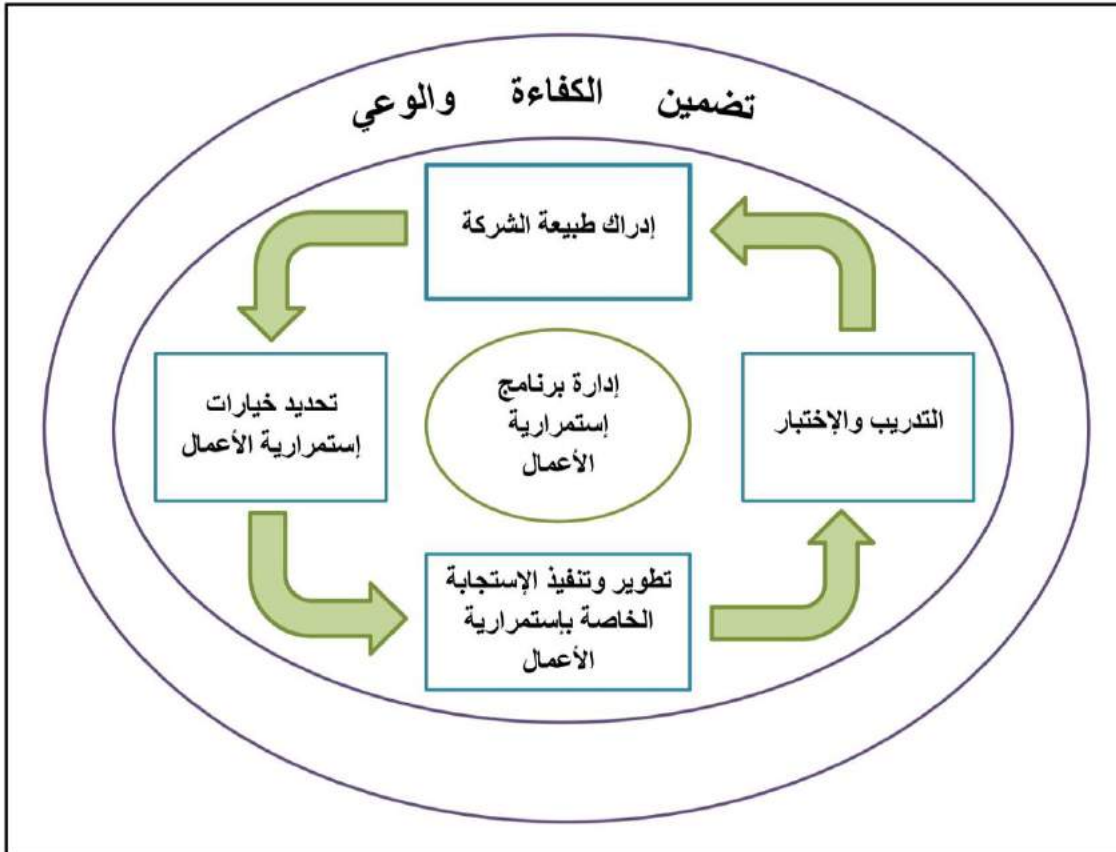 تضمين الكفاءة والوعي
إدراك طبيعة الشركة
تحديد خيارات
إستمرارية الأعمال
إدارة برنامج
إستمرارية
الأعمال
التدريب والإختبار
تطوير وتنفيذ الإستجابة
الخاصة بإستمرارية
الأعمال